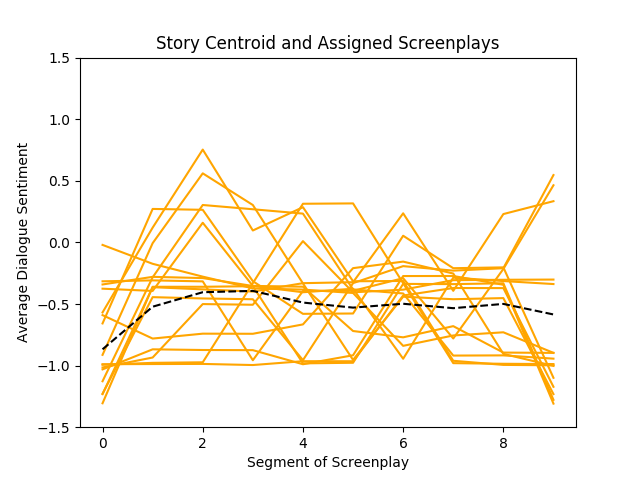 Story Centroid and Assigned Screenplays
1.5
1.0
0.5
0.0
−0.5
−1.0
−1.5
Average Dialogue Sentiment
0 2 4 6 8
Segment of Screenplay